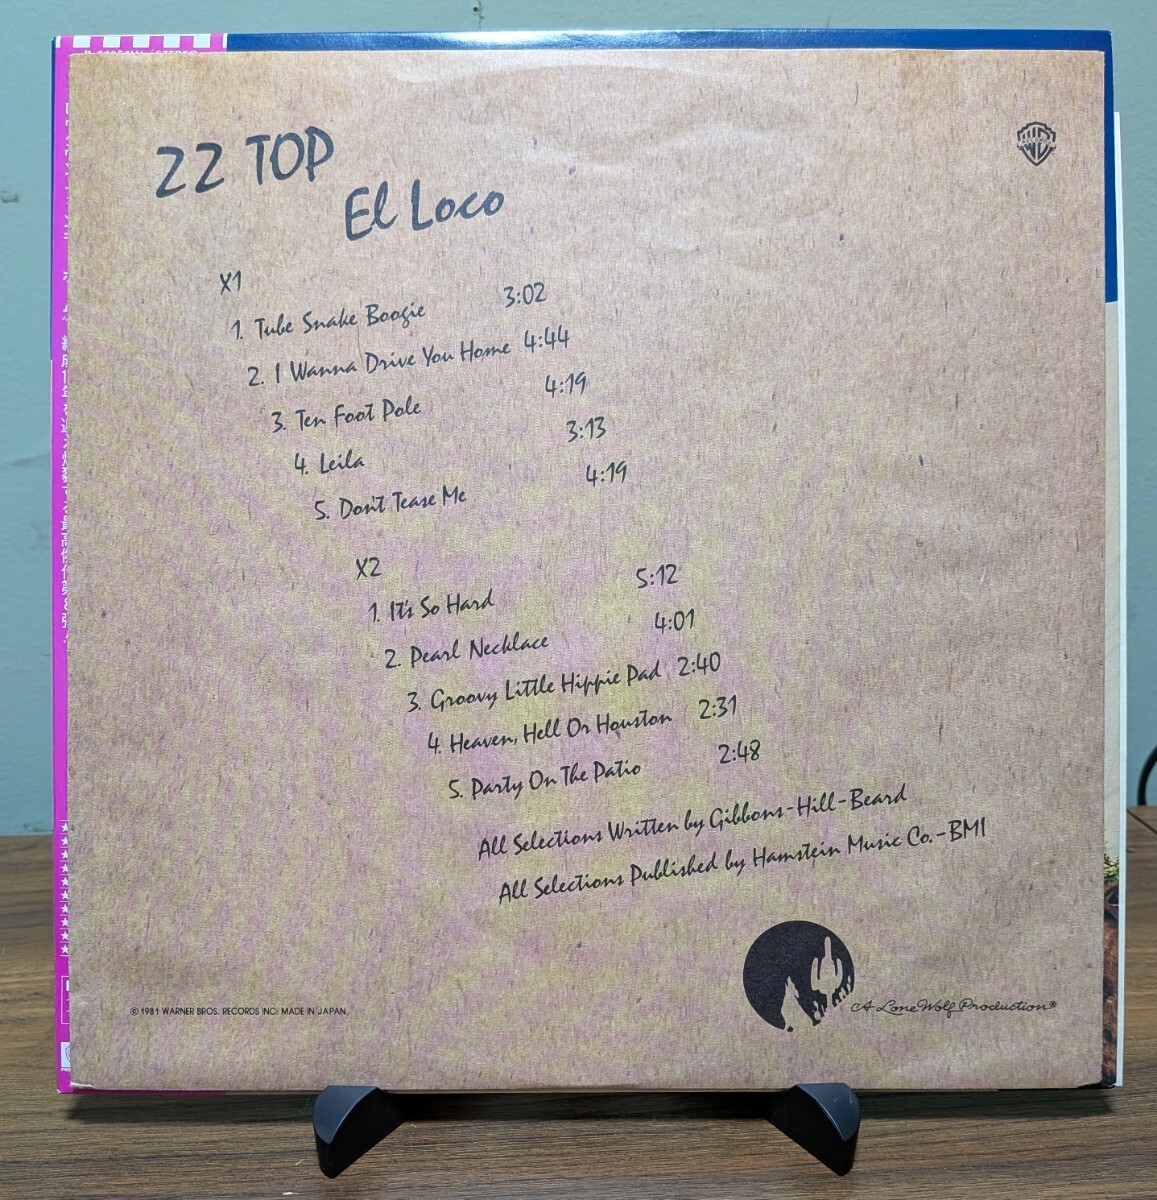 ZZ TOP
El Loco
X1
1. Tube Snake Boogie 3:02
2. I Wanna Drive You Home 4:44
3. Ten Foot Pole 4:19
4. Leila 3:13
5. Don't Tease Me 4:19
X2
1. It's So Hard 5:12
2. Pearl Necklace 4:01
3. Groovy Little Hippie Pad 2:40
4. Heaven, Hell Or Houston 2:31
5. Party On The Patio 2:48
All Selections Written by Gibbons-Hill-Beard
All Selections Published by Hamstein Music Co.-BMI
A Lone Wolf Production®
© 1981 WARNER BROS. RECORDS INC. MADE IN JAPAN.